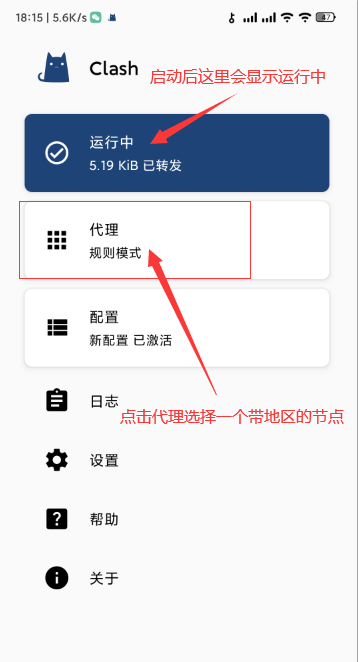 18:15 | 5.6K/s
47
Clash
启动后这里会显示运行中
运行中
5.19 KiB 已转发
代理
规则模式
配置
新配置 已激活
日志
点击代理选择一个带地区的节点
设置
帮助
关于